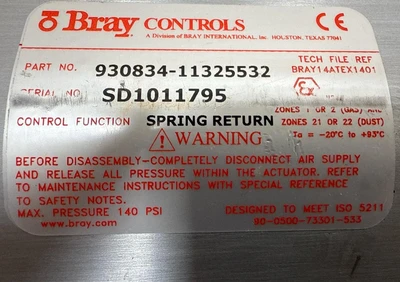 Bray CONTROLS CE
A Division of BRAY INTERNATIONAL, Inc. HOUSTON, TEXAS 77041
TECH FILE REF
PART NO. 930834-11325532 BRAY14ATEX1401
SERIAL NO. SD1011795 Ex
ZONES 1 OR 2 (GAS) AND
CONTROL FUNCTION SPRING RETURN ZONES 21 OR 22 (DUST)
WARNING Ta = -20°C to +93°C
BEFORE DISASSEMBLY-COMPLETELY DISCONNECT AIR SUPPLY
AND RELEASE ALL PRESSURE WITHIN THE ACTUATOR. REFER
TO MAINTENANCE INSTRUCTIONS WITH SPECIAL REFERENCE
TO SAFETY NOTES.
MAX. PRESSURE 140 PSI DESIGNED TO MEET ISO 5211
www.bray.com 90-0500-73301-533